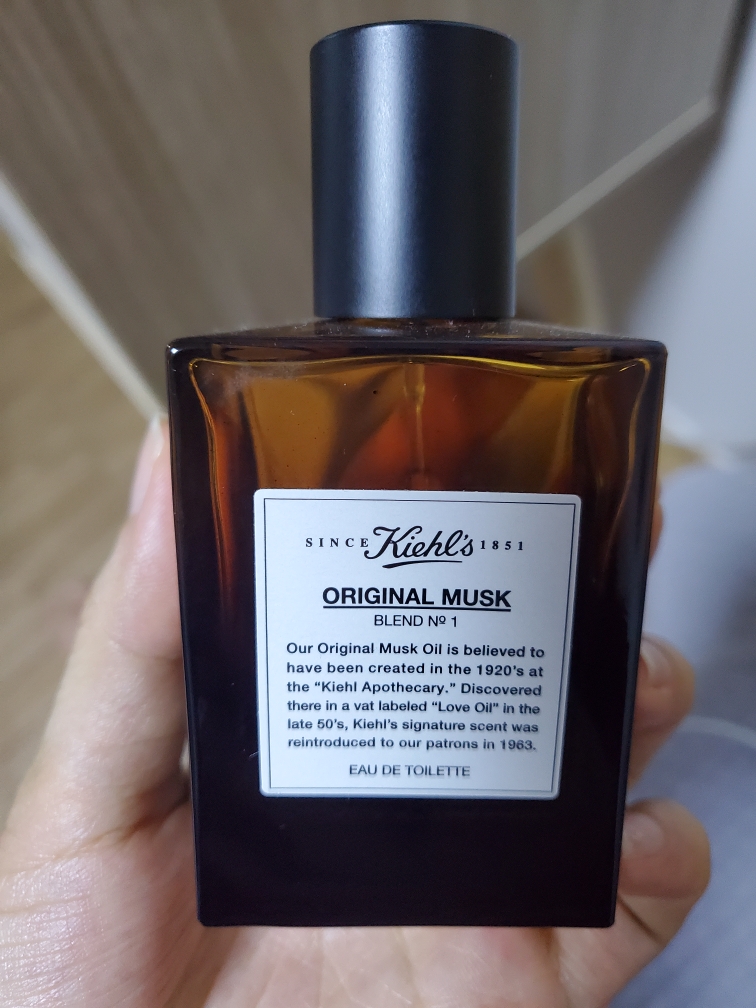 SINCE Kiehl's 1851
ORIGINAL MUSK
BLEND Nº 1
Our Original Musk Oil is believed to
have been created in the 1920's at
the “Kiehl Apothecary.” Discovered
there in a vat labeled “Love Oil" in the
late 50's, Kiehl's signature scent was
reintroduced to our patrons in 1963.
EAU DE TOILETTE